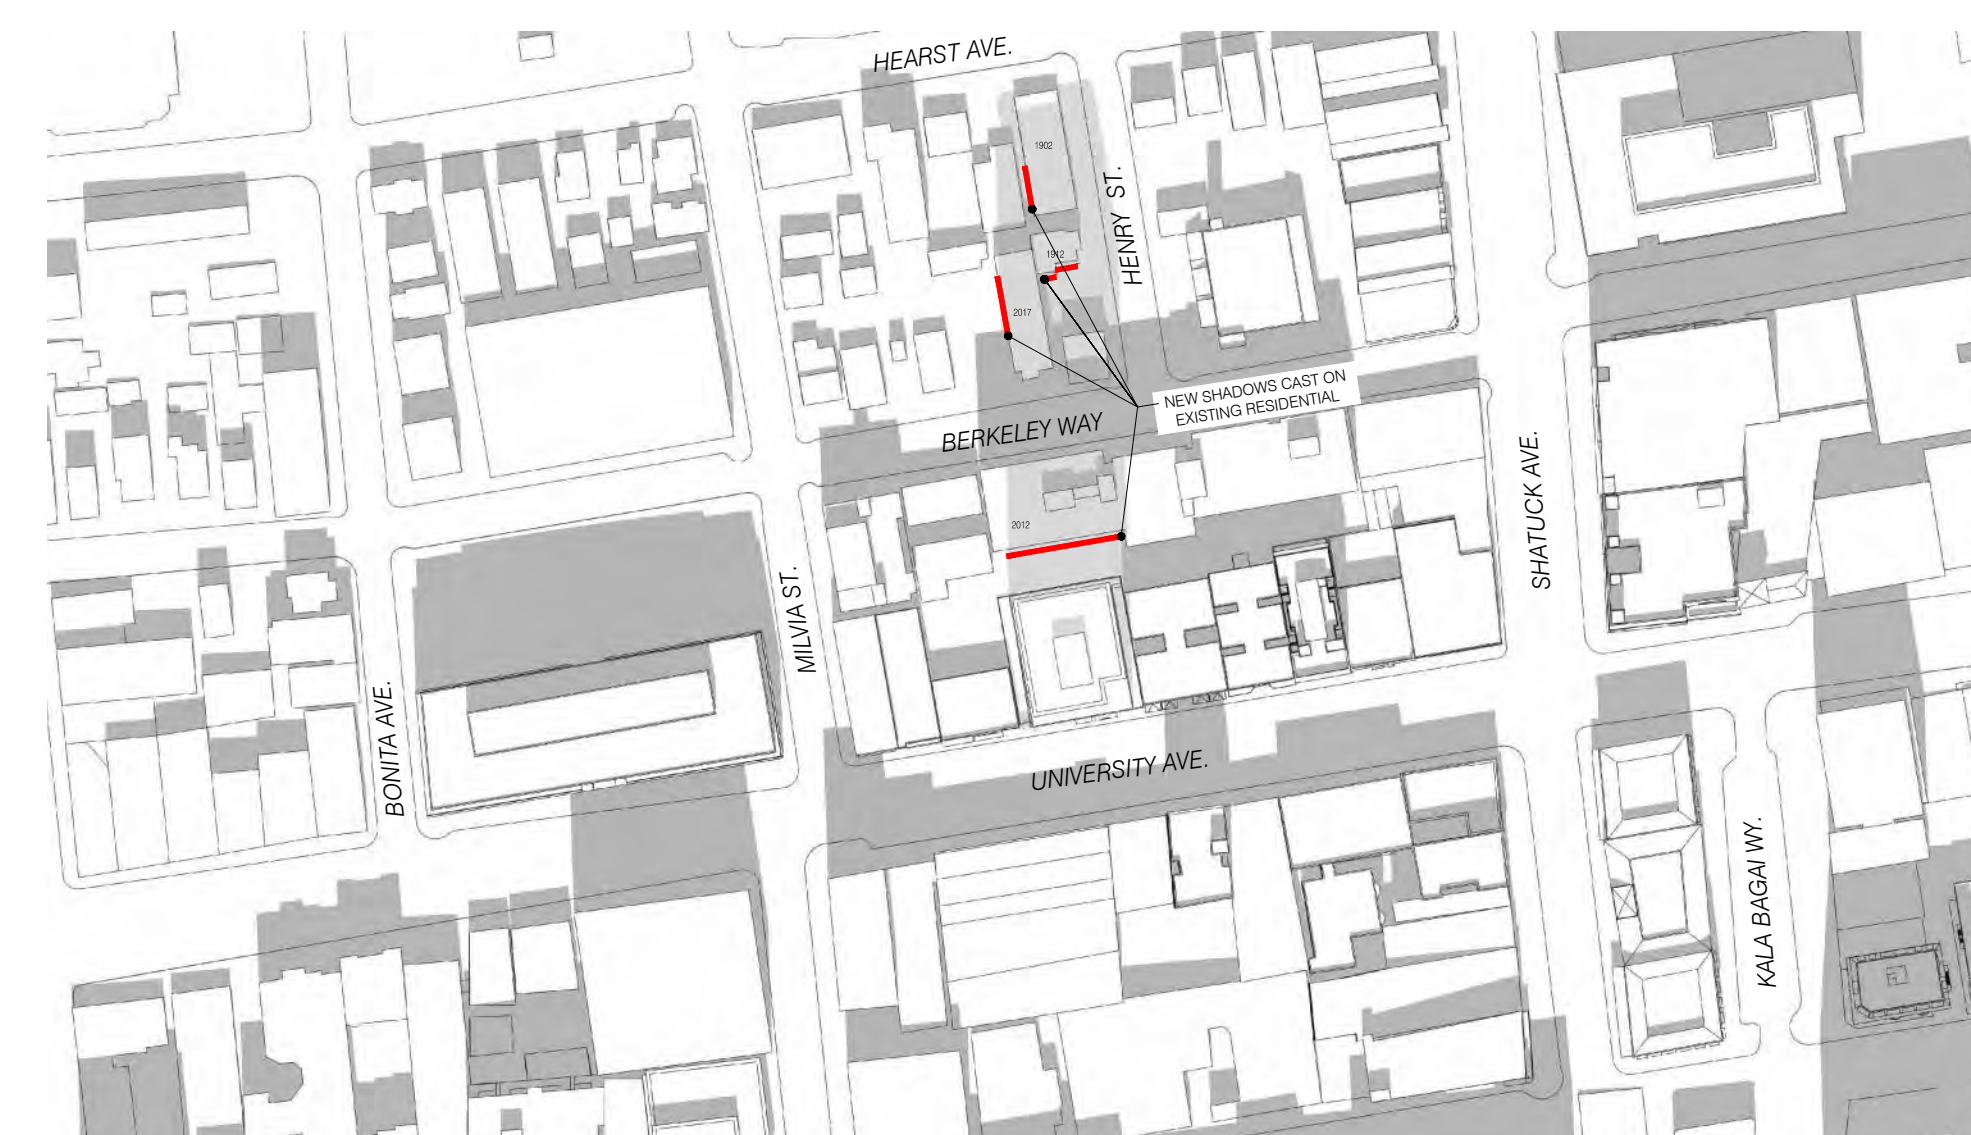 HEARST AVE.
1902
HENRY ST.
1912
2017
NEW SHADOWS CAST ON
EXISTING RESIDENTIAL
BERKELEY WAY
2012
SHATUCK AVE.
MILVIA ST.
BONITA AVE.
UNIVERSITY AVE.
KALA BAGAI WY.